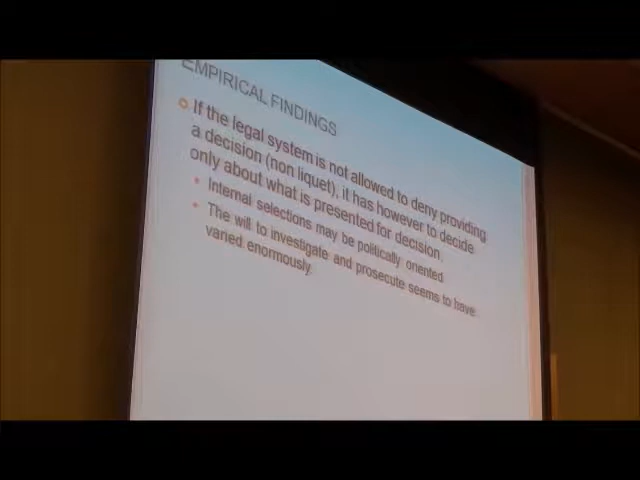 EMPIRICAL FINDINGS
If the legal system is not allowed to deny providing
a decision (non liquet), it has however to decide
only about what is presented for decision.
Internal selections may be politically oriented
The will to investigate and prosecute seems to have
varied enormously.